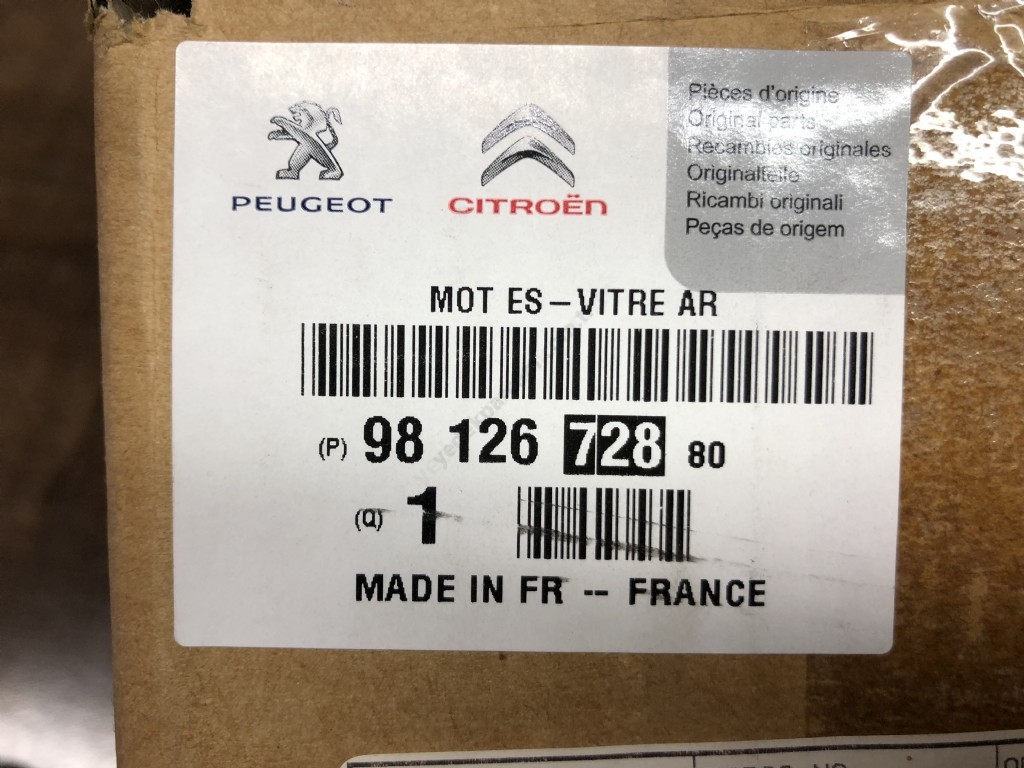 PEUGEOT
CITROËN
Pièces d'origine
Original parts
Recambios originales
Originalteile
Ricambi originali
Peças de origem
MOT ES-VITRE AR
(P) 98 126 728 80
(Q) 1
MADE IN FR -- FRANCE